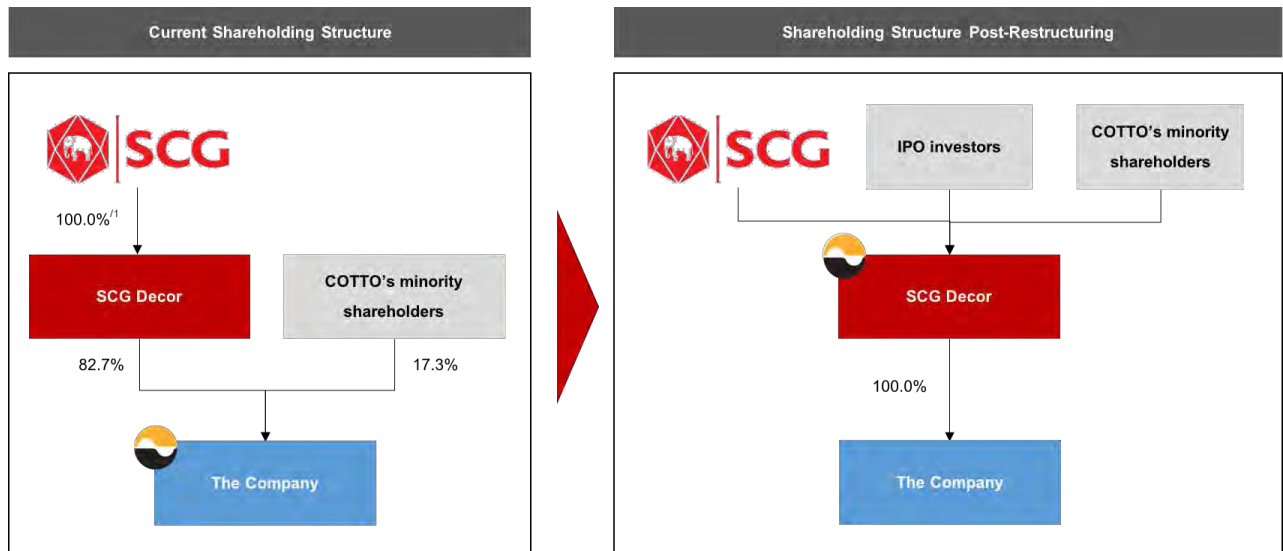 Current Shareholding Structure
SCG
100.0%/1
SCG Decor
COTTO's minority
shareholders
82.7%
17.3%
The Company
Shareholding Structure Post-Restructuring
SCG
IPO investors
COTTO's minority
shareholders
SCG Decor
100.0%
The Company